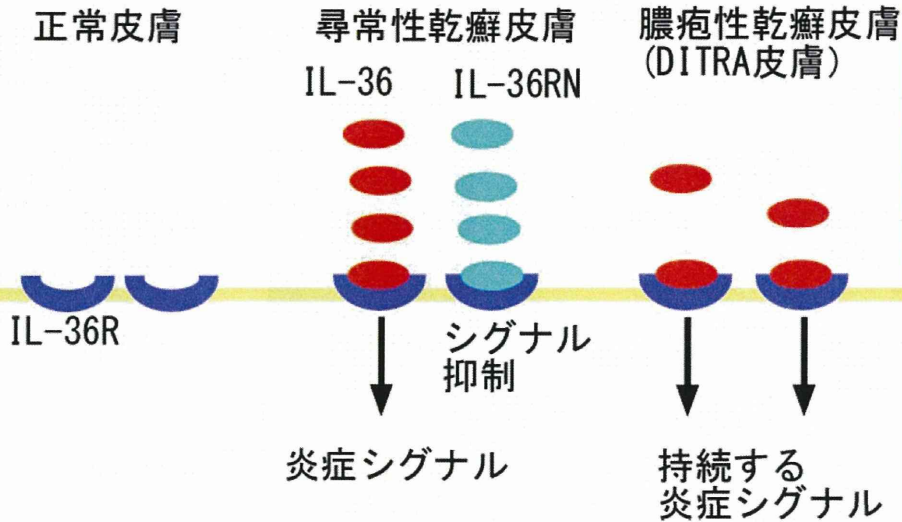 正常皮膚
尋常性乾癬皮膚
膿疱性乾癬皮膚
(DITRA皮膚)
IL-36
IL-36RN
IL-36R
シグナル
抑制
炎症シグナル
持続する
炎症シグナル